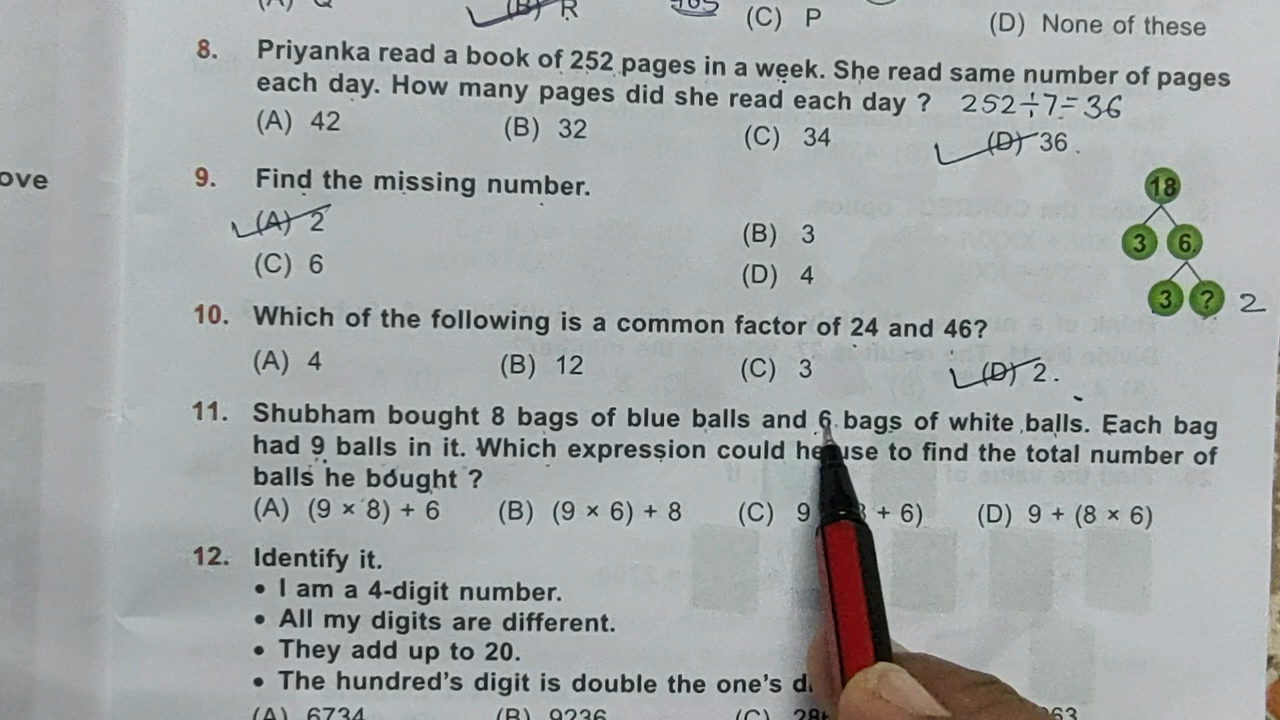 (B) R
(C) P
(D) None of these
8. Priyanka read a book of 252 pages in a week. She read same number of pages
each day. How many pages did she read each day ? 252÷7=36
(A) 42 (B) 32 (C) 34 (D) 36.
ove
9. Find the missing number.
(A) 2 (B) 3
(C) 6 (D) 4
18
3 6
3 ? 2
10. Which of the following is a common factor of 24 and 46?
(A) 4 (B) 12 (C) 3 (D) 2.
11. Shubham bought 8 bags of blue balls and 6 bags of white balls. Each bag
had 9 balls in it. Which expression could he use to find the total number of
balls he bought ?
(A) (9 × 8) + 6 (B) (9 × 6) + 8 (C) 9 + 6) (D) 9 + (8 × 6)
12. Identify it.
• I am a 4-digit number.
• All my digits are different.
• They add up to 20.
• The hundred's digit is double the one's
(A) 6734 (B) 9236 (C)